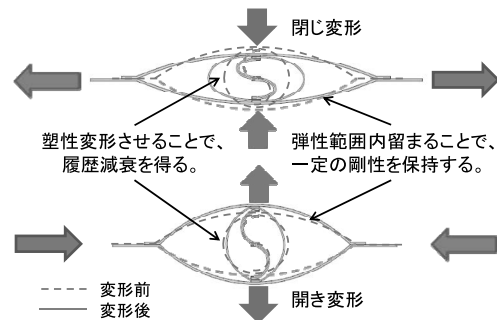 閉じ変形
塑性変形させることで、
履歴減衰を得る。
弾性範囲内留まることで、
一定の剛性を保持する。
変形前
変形後
開き変形